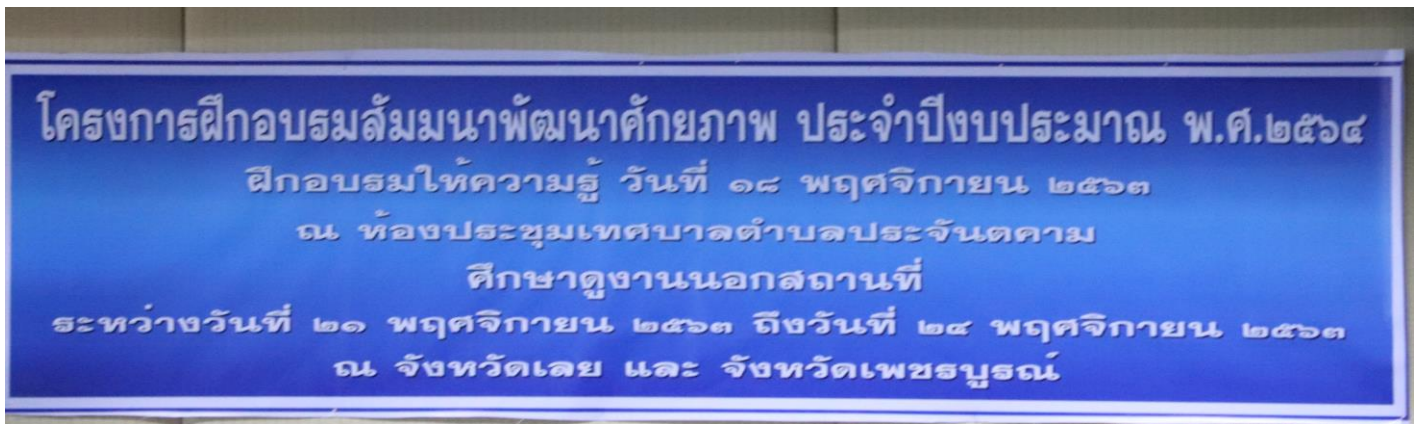 โครงการฝึกอบรมสัมมนาพัฒนาศักยภาพ ประจำปีงบประมาณ พ.ศ.๒๕๖๔
ฝึกอบรมให้ความรู้ วันที่ ๑๘ พฤศจิกายน ๒๕๖๓
ณ ห้องประชุมเทศบาลตำบลประจันตคาม
ศึกษาดูงานนอกสถานที่
ระหว่างวันที่ ๒๑ พฤศจิกายน ๒๕๖๓ ถึงวันที่ ๒๔ พฤศจิกายน ๒๕๖๓
ณ จังหวัดเลย และ จังหวัดเพชรบูรณ์